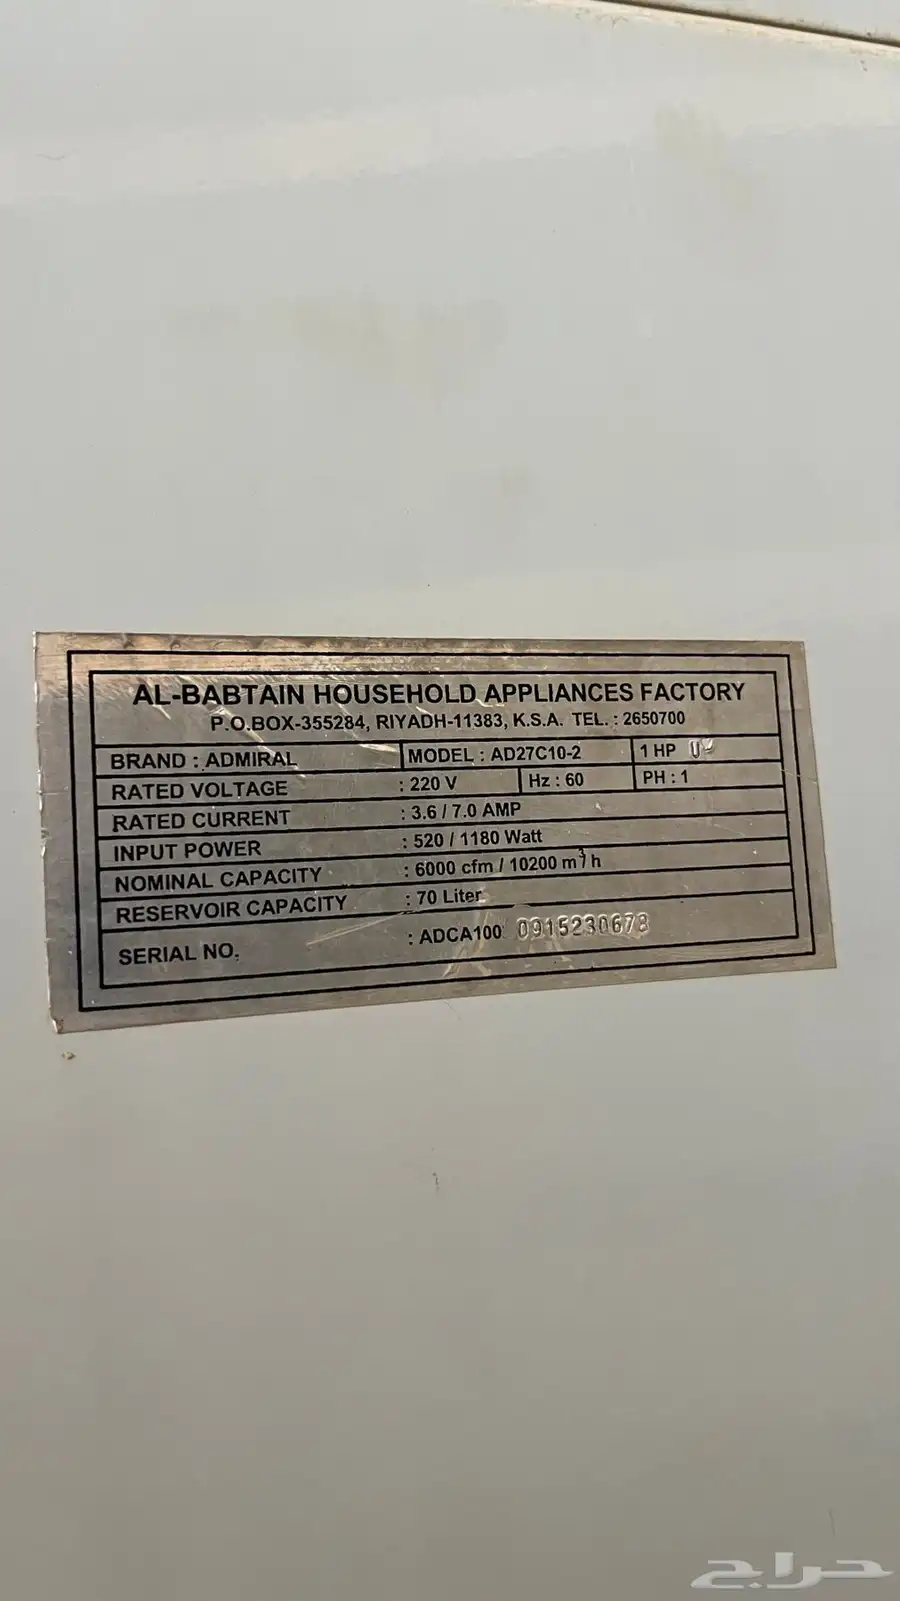 AL-BABTAIN HOUSEHOLD APPLIANCES FACTORY
P.O.BOX-355284, RIYADH-11383, K.S.A. TEL. : 2650700
BRAND : ADMIRAL MODEL : AD27C10-2 1 HP
RATED VOLTAGE : 220 V Hz : 60 PH : 1
RATED CURRENT : 3.6 / 7.0 AMP
INPUT POWER : 520 / 1180 Watt
NOMINAL CAPACITY : 6000 cfm / 10200 m³/h
RESERVOIR CAPACITY : 70 Liter
SERIAL NO. : ADCA100 0915230673
حراج